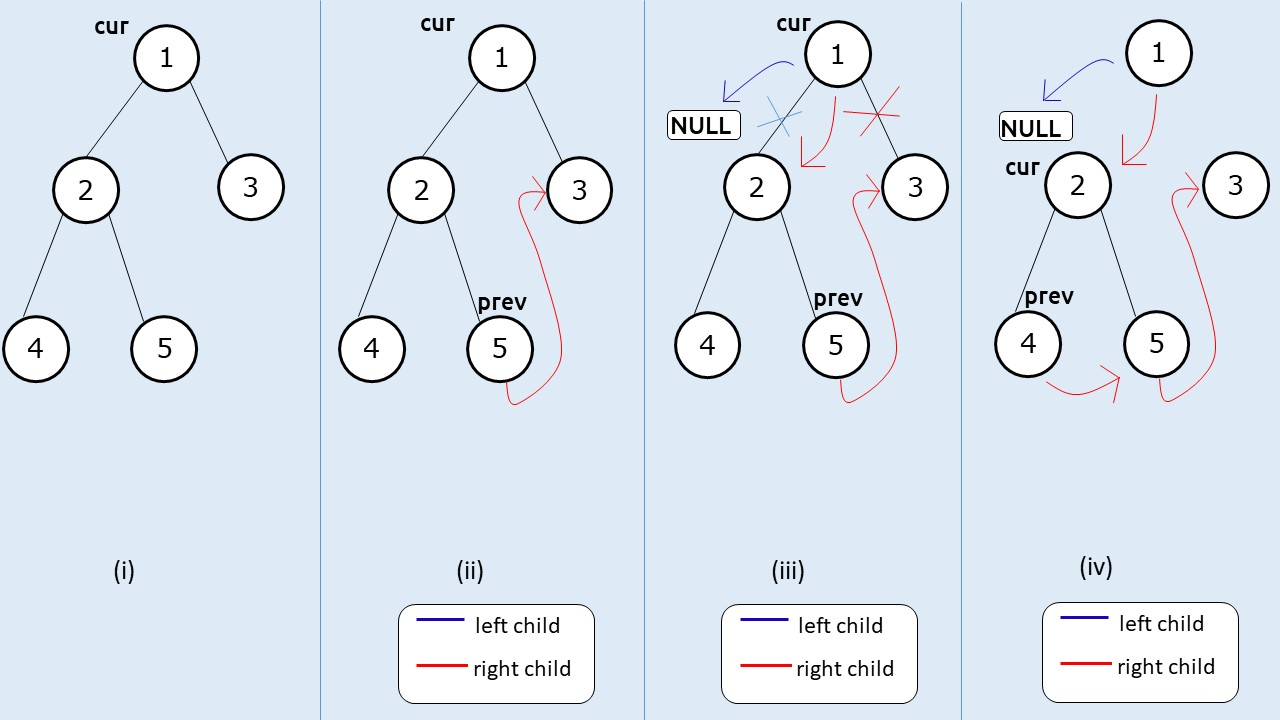 cur
1
2
3
4
5
(i)
cur
1
2
3
prev
4
5
(ii)
left child
right child
cur
1
NULL
2
3
prev
4
5
(iii)
left child
right child
1
NULL
cur
2
3
prev
4
5
(iv)
left child
right child